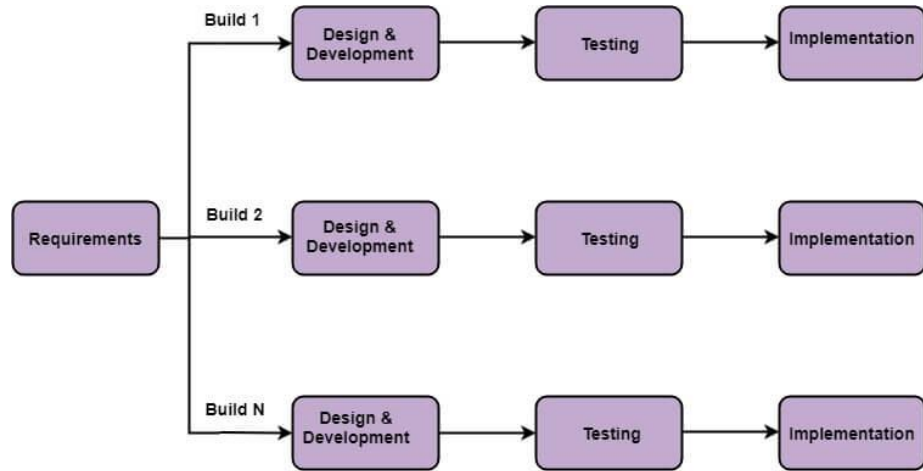 Build 1
Design &
Development
Testing
Implementation
Requirements
Build 2
Design &
Development
Testing
Implementation
Build N
Design &
Development
Testing
Implementation